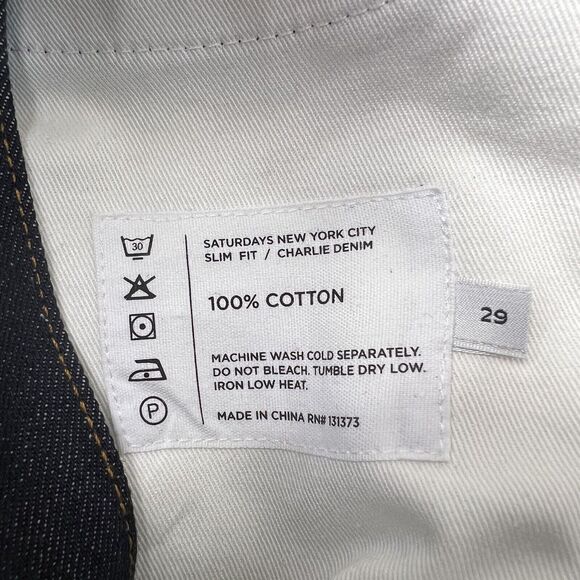 30
SATURDAYS NEW YORK CITY
SLIM FIT / CHARLIE DENIM
100% COTTON
29
MACHINE WASH COLD SEPARATELY.
DO NOT BLEACH. TUMBLE DRY LOW.
IRON LOW HEAT.
P
MADE IN CHINA RN# 131373